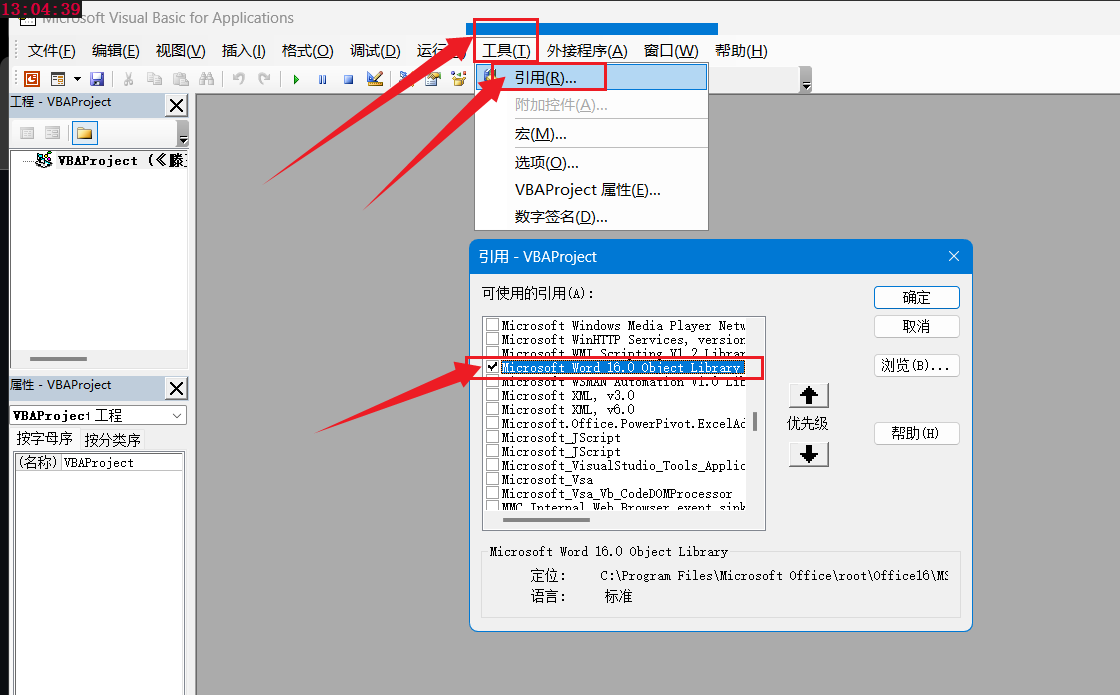 13:04:39
Microsoft Visual Basic for Applications
文件(F) 编辑(E) 视图(V) 插入(I) 格式(O) 调试(D) 运行 工具(T) 外接程序(A) 窗口(W) 帮助(H)
引用(R)...
附加控件(A)...
宏(M)...
选项(O)...
VBAProject 属性(E)...
数字签名(D)...
工程 - VBAProject
VBAProject (《滕
属性 - VBAProject
VBAProject 工程
按字母序 按分类序
(名称) VBAProject
引用 - VBAProject
可使用的引用(A):
Microsoft Windows Media Player Netw
Microsoft WinHTTP Services, version
Microsoft WMI Scripting V1.2 Librar
Microsoft Word 16.0 Object Library
Microsoft WSMAN Automation V1.0 Lib
Microsoft XML, v3.0
Microsoft XML, v6.0
Microsoft.Office.PowerPivot.ExcelAd
Microsoft_JScript
Microsoft_JScript
Microsoft_VisualStudio_Tools_Applic
Microsoft_Vsa
Microsoft_Vsa_Vb_CodeDOMProcessor
MMC Internal Web Browser event sink
确定
取消
浏览(B)...
优先级
帮助(H)
Microsoft Word 16.0 Object Library
定位: C:\Program Files\Microsoft Office\root\Office16\MS
语言: 标准